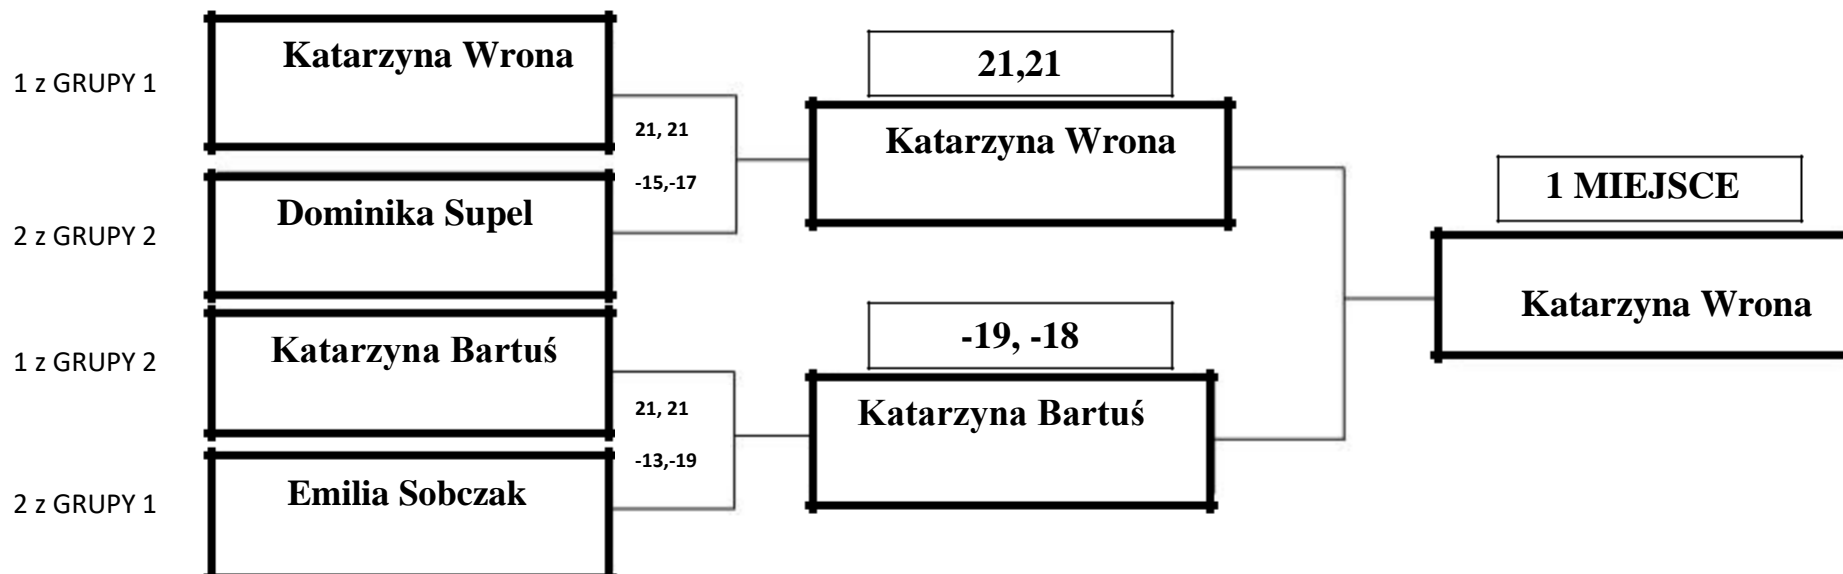 1 z GRUPY 1
Katarzyna Wrona
21, 21
-15,-17
2 z GRUPY 2
Dominika Supel
1 z GRUPY 2
Katarzyna Bartuś
21, 21
-13,-19
2 z GRUPY 1
Emilia Sobczak
21,21
Katarzyna Wrona
-19, -18
Katarzyna Bartuś
1 MIEJSCE
Katarzyna Wrona